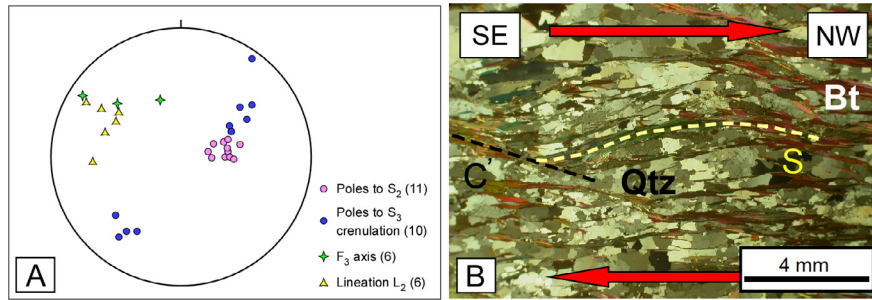 Poles to S2 (11)
Poles to S3
crenulation (10)
F3 axis (6)
Lineation L2 (6)
A
SE
NW
Bt
C'
Qtz
S
B
4 mm